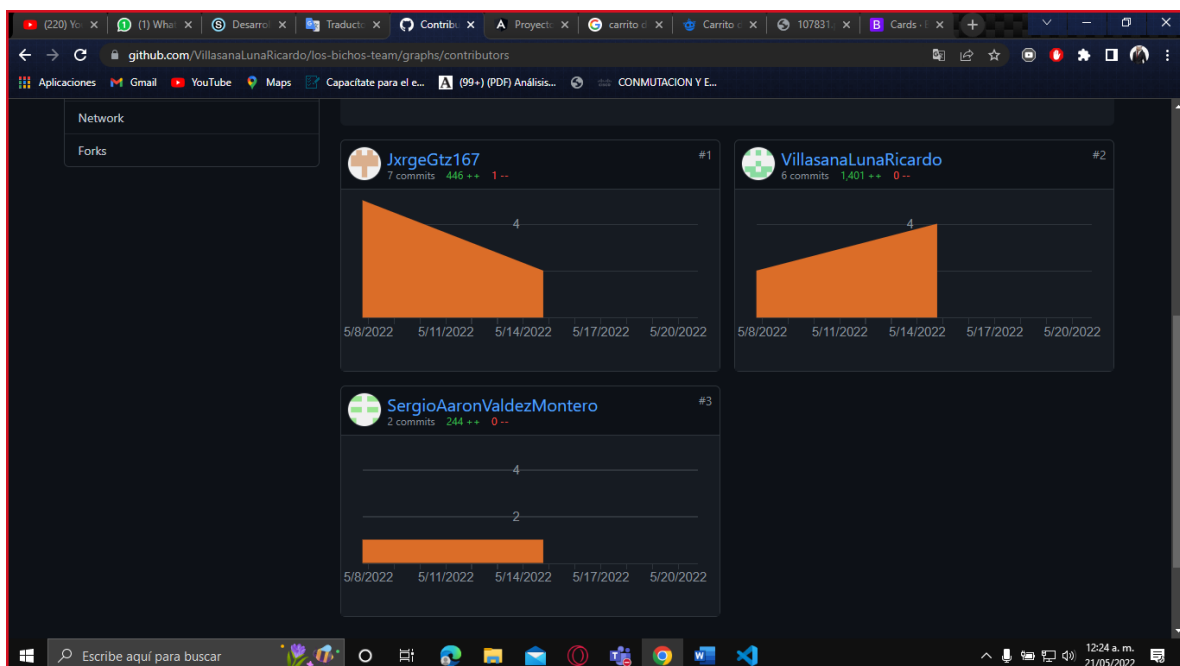 (220) Yo
(1) What
Desarrol
Traducto
Contribu
Proyecto
carrito d
Carrito c
107831.
Cards · B
github.com/VillasanaLunaRicardo/los-bichos-team/graphs/contributors
Aplicaciones Gmail YouTube Maps Capacítate para el e... (99+) (PDF) Análisis... CONMUTACION Y E...
Network
Forks
JxrgeGtz167 #1
7 commits 446 ++ 1 --
4
5/8/2022 5/11/2022 5/14/2022 5/17/2022 5/20/2022
VillasanaLunaRicardo #2
6 commits 1,401 ++ 0 --
4
5/8/2022 5/11/2022 5/14/2022 5/17/2022 5/20/2022
SergioAaronValdezMontero #3
2 commits 244 ++ 0 --
4
2
5/8/2022 5/11/2022 5/14/2022 5/17/2022 5/20/2022
Escribe aquí para buscar
12:24 a. m.
21/05/2022